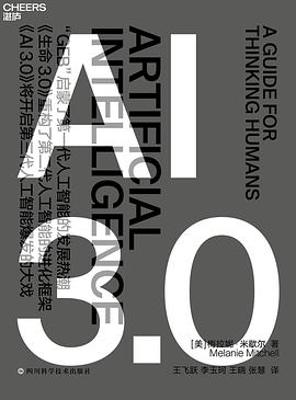 CHEERS
湛庐
AI
3.0
ARTIFICIAL
INTELLIGENCE
A GUIDE FOR
THINKING HUMANS
“GEB”启蒙了第一代人工智能的发展热潮
《生命3.0》重构了第二代人工智能的进化框架
《AI 3.0》将开启第三代人工智能爆发的大戏
[美]梅拉妮·米歇尔 著
Melanie Mitchell
王飞跃 李玉珂 王晓 张慧 译
四川科学技术出版社